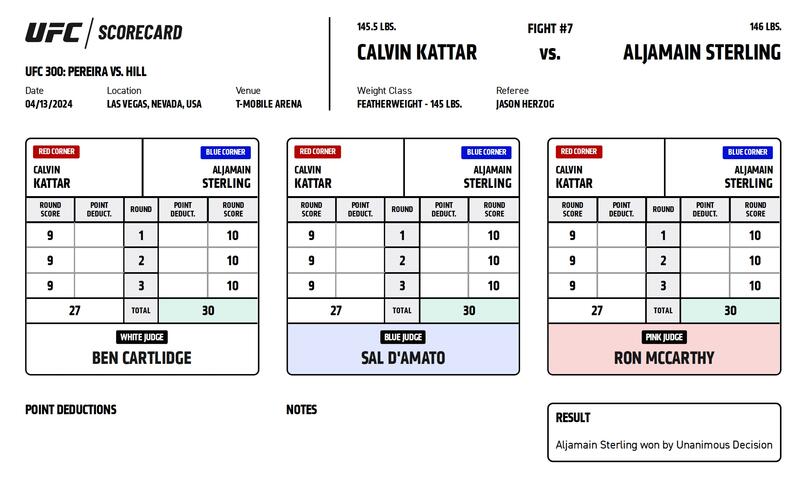 UFC / SCORECARD
UFC 300: PEREIRA VS. HILL
Date Location Venue
04/13/2024 LAS VEGAS, NEVADA, USA T-MOBILE ARENA
145.5 LBS. FIGHT #7 146 LBS.
CALVIN KATTAR VS. ALJAMAIN STERLING
Weight Class Referee
FEATHERWEIGHT - 145 LBS. JASON HERZOG
RED CORNER BLUE CORNER
CALVIN ALJAMAIN
KATTAR STERLING
ROUND POINT ROUND POINT ROUND
SCORE DEDUCT. DEDUCT. SCORE
9 1 10
9 2 10
9 3 10
27 TOTAL 30
WHITE JUDGE
BEN CARTLIDGE
RED CORNER BLUE CORNER
CALVIN ALJAMAIN
KATTAR STERLING
ROUND POINT ROUND POINT ROUND
SCORE DEDUCT. DEDUCT. SCORE
9 1 10
9 2 10
9 3 10
27 TOTAL 30
BLUE JUDGE
SAL D'AMATO
RED CORNER BLUE CORNER
CALVIN ALJAMAIN
KATTAR STERLING
ROUND POINT ROUND POINT ROUND
SCORE DEDUCT. DEDUCT. SCORE
9 1 10
9 2 10
9 3 10
27 TOTAL 30
PINK JUDGE
RON MCCARTHY
POINT DEDUCTIONS
NOTES
RESULT
Aljamain Sterling won by Unanimous Decision